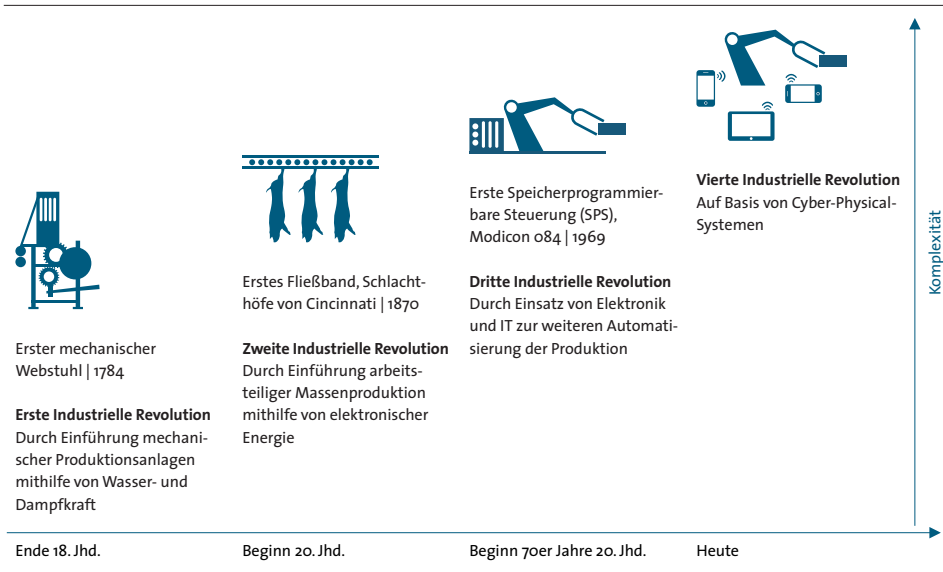 Erster mechanischer
Webstuhl | 1784
Erste Industrielle Revolution
Durch Einführung mechani-
scher Produktionsanlagen
mithilfe von Wasser- und
Dampfkraft
Ende 18. Jhd.
Erstes Fließband, Schlacht-
höfe von Cincinnati | 1870
Zweite Industrielle Revolution
Durch Einführung arbeits-
teiliger Massenproduktion
mithilfe von elektronischer
Energie
Beginn 20. Jhd.
Erste Speicherprogrammier-
bare Steuerung (SPS),
Modicon 084 | 1969
Dritte Industrielle Revolution
Durch Einsatz von Elektronik
und IT zur weiteren Automati-
sierung der Produktion
Beginn 70er Jahre 20. Jhd.
Vierte Industrielle Revolution
Auf Basis von Cyber-Physical-
Systemen
Heute
Komplexität